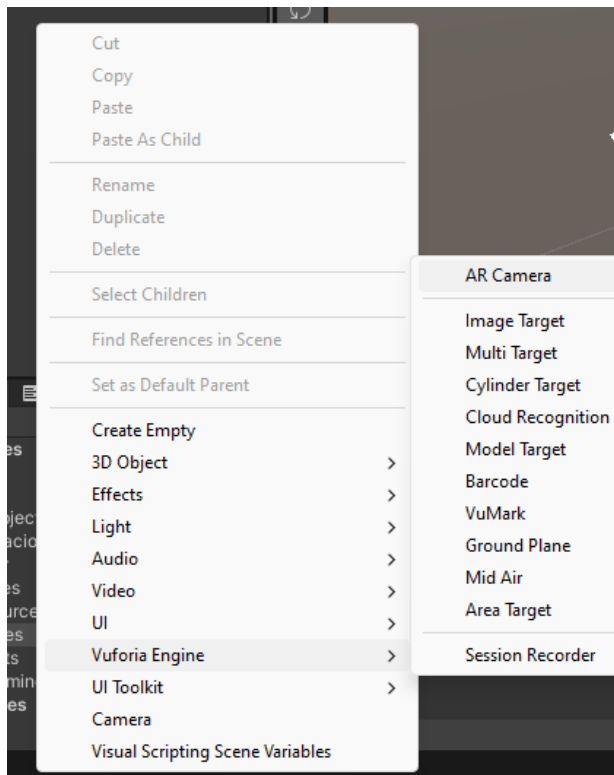 Cut
Copy
Paste
Paste As Child
Rename
Duplicate
Delete
Select Children
Find References in Scene
Set as Default Parent
Create Empty
3D Object
Effects
Light
Audio
Video
UI
Vuforia Engine
UI Toolkit
Camera
Visual Scripting Scene Variables
AR Camera
Image Target
Multi Target
Cylinder Target
Cloud Recognition
Model Target
Barcode
VuMark
Ground Plane
Mid Air
Area Target
Session Recorder